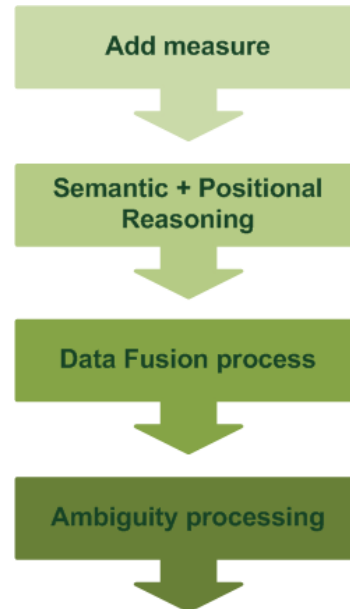 Add measure
Semantic + Positional
Reasoning
Data Fusion process
Ambiguity processing